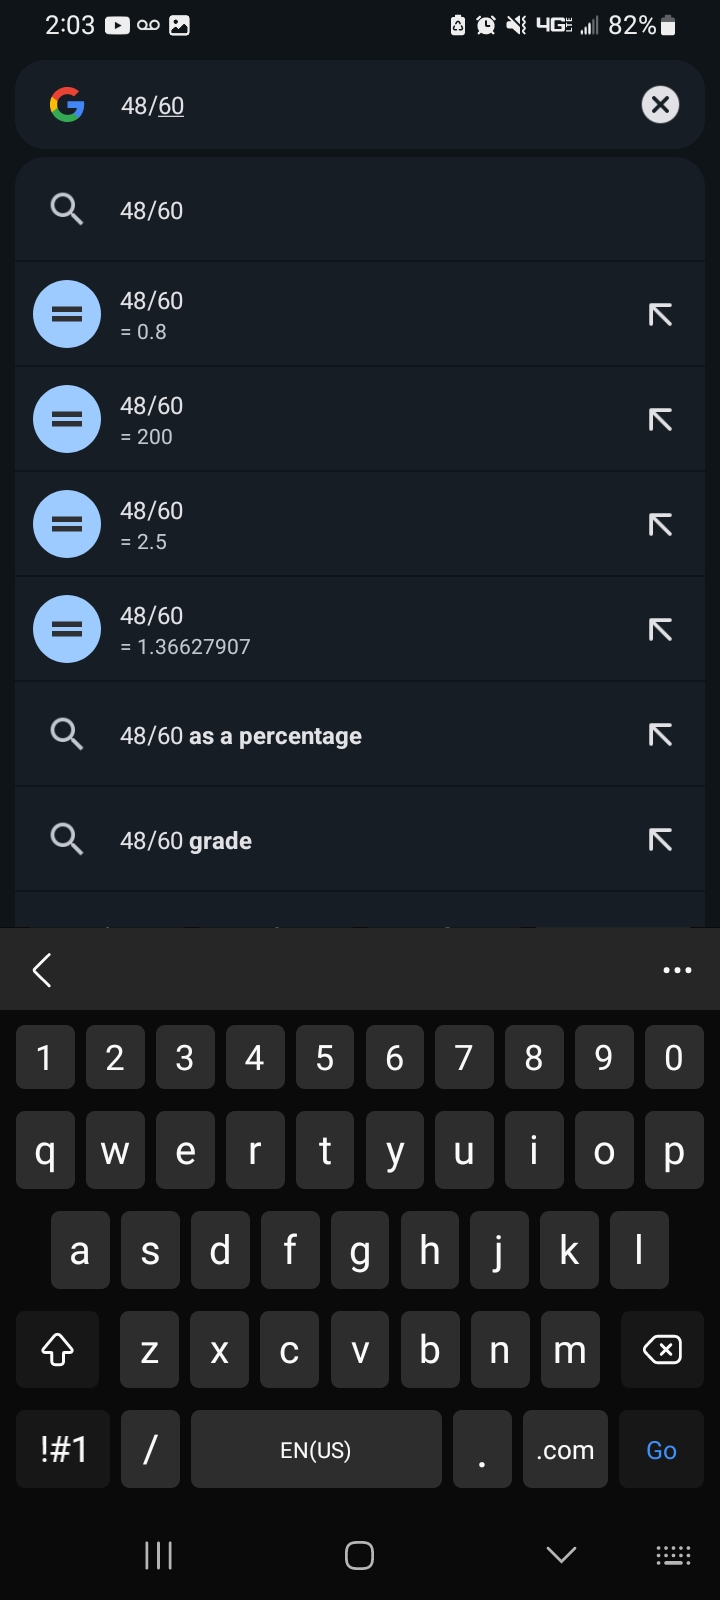 2:03 4G LTE 82%
48/60
48/60
48/60
= 0.8
48/60
= 200
48/60
= 2.5
48/60
= 1.36627907
48/60 as a percentage
48/60 grade
1 2 3 4 5 6 7 8 9 0
q w e r t y u i o p
a s d f g h j k l
z x c v b n m
!#1 / EN(US) . .com Go